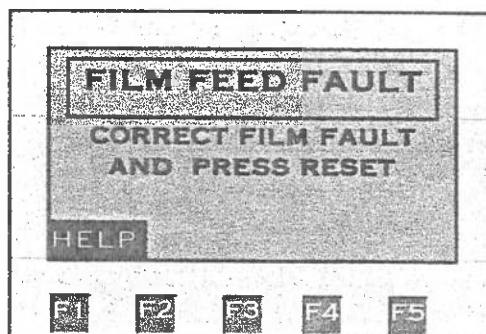 FILM FEED FAULT
CORRECT FILM FAULT
AND PRESS RESET
HELP
F1 F2 F3 F4 F5